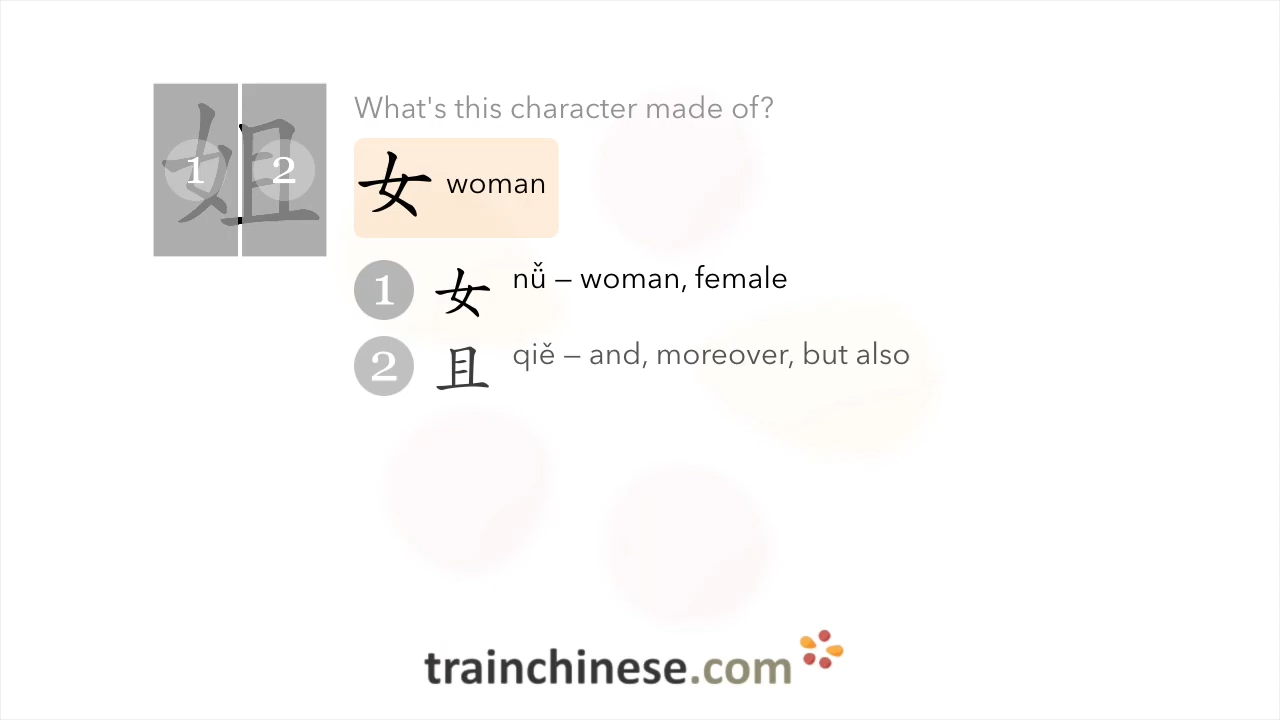 姐
1 2
What's this character made of?
女 woman
1 女 nǚ – woman, female
2 且 qiě – and, moreover, but also
trainchinese.com